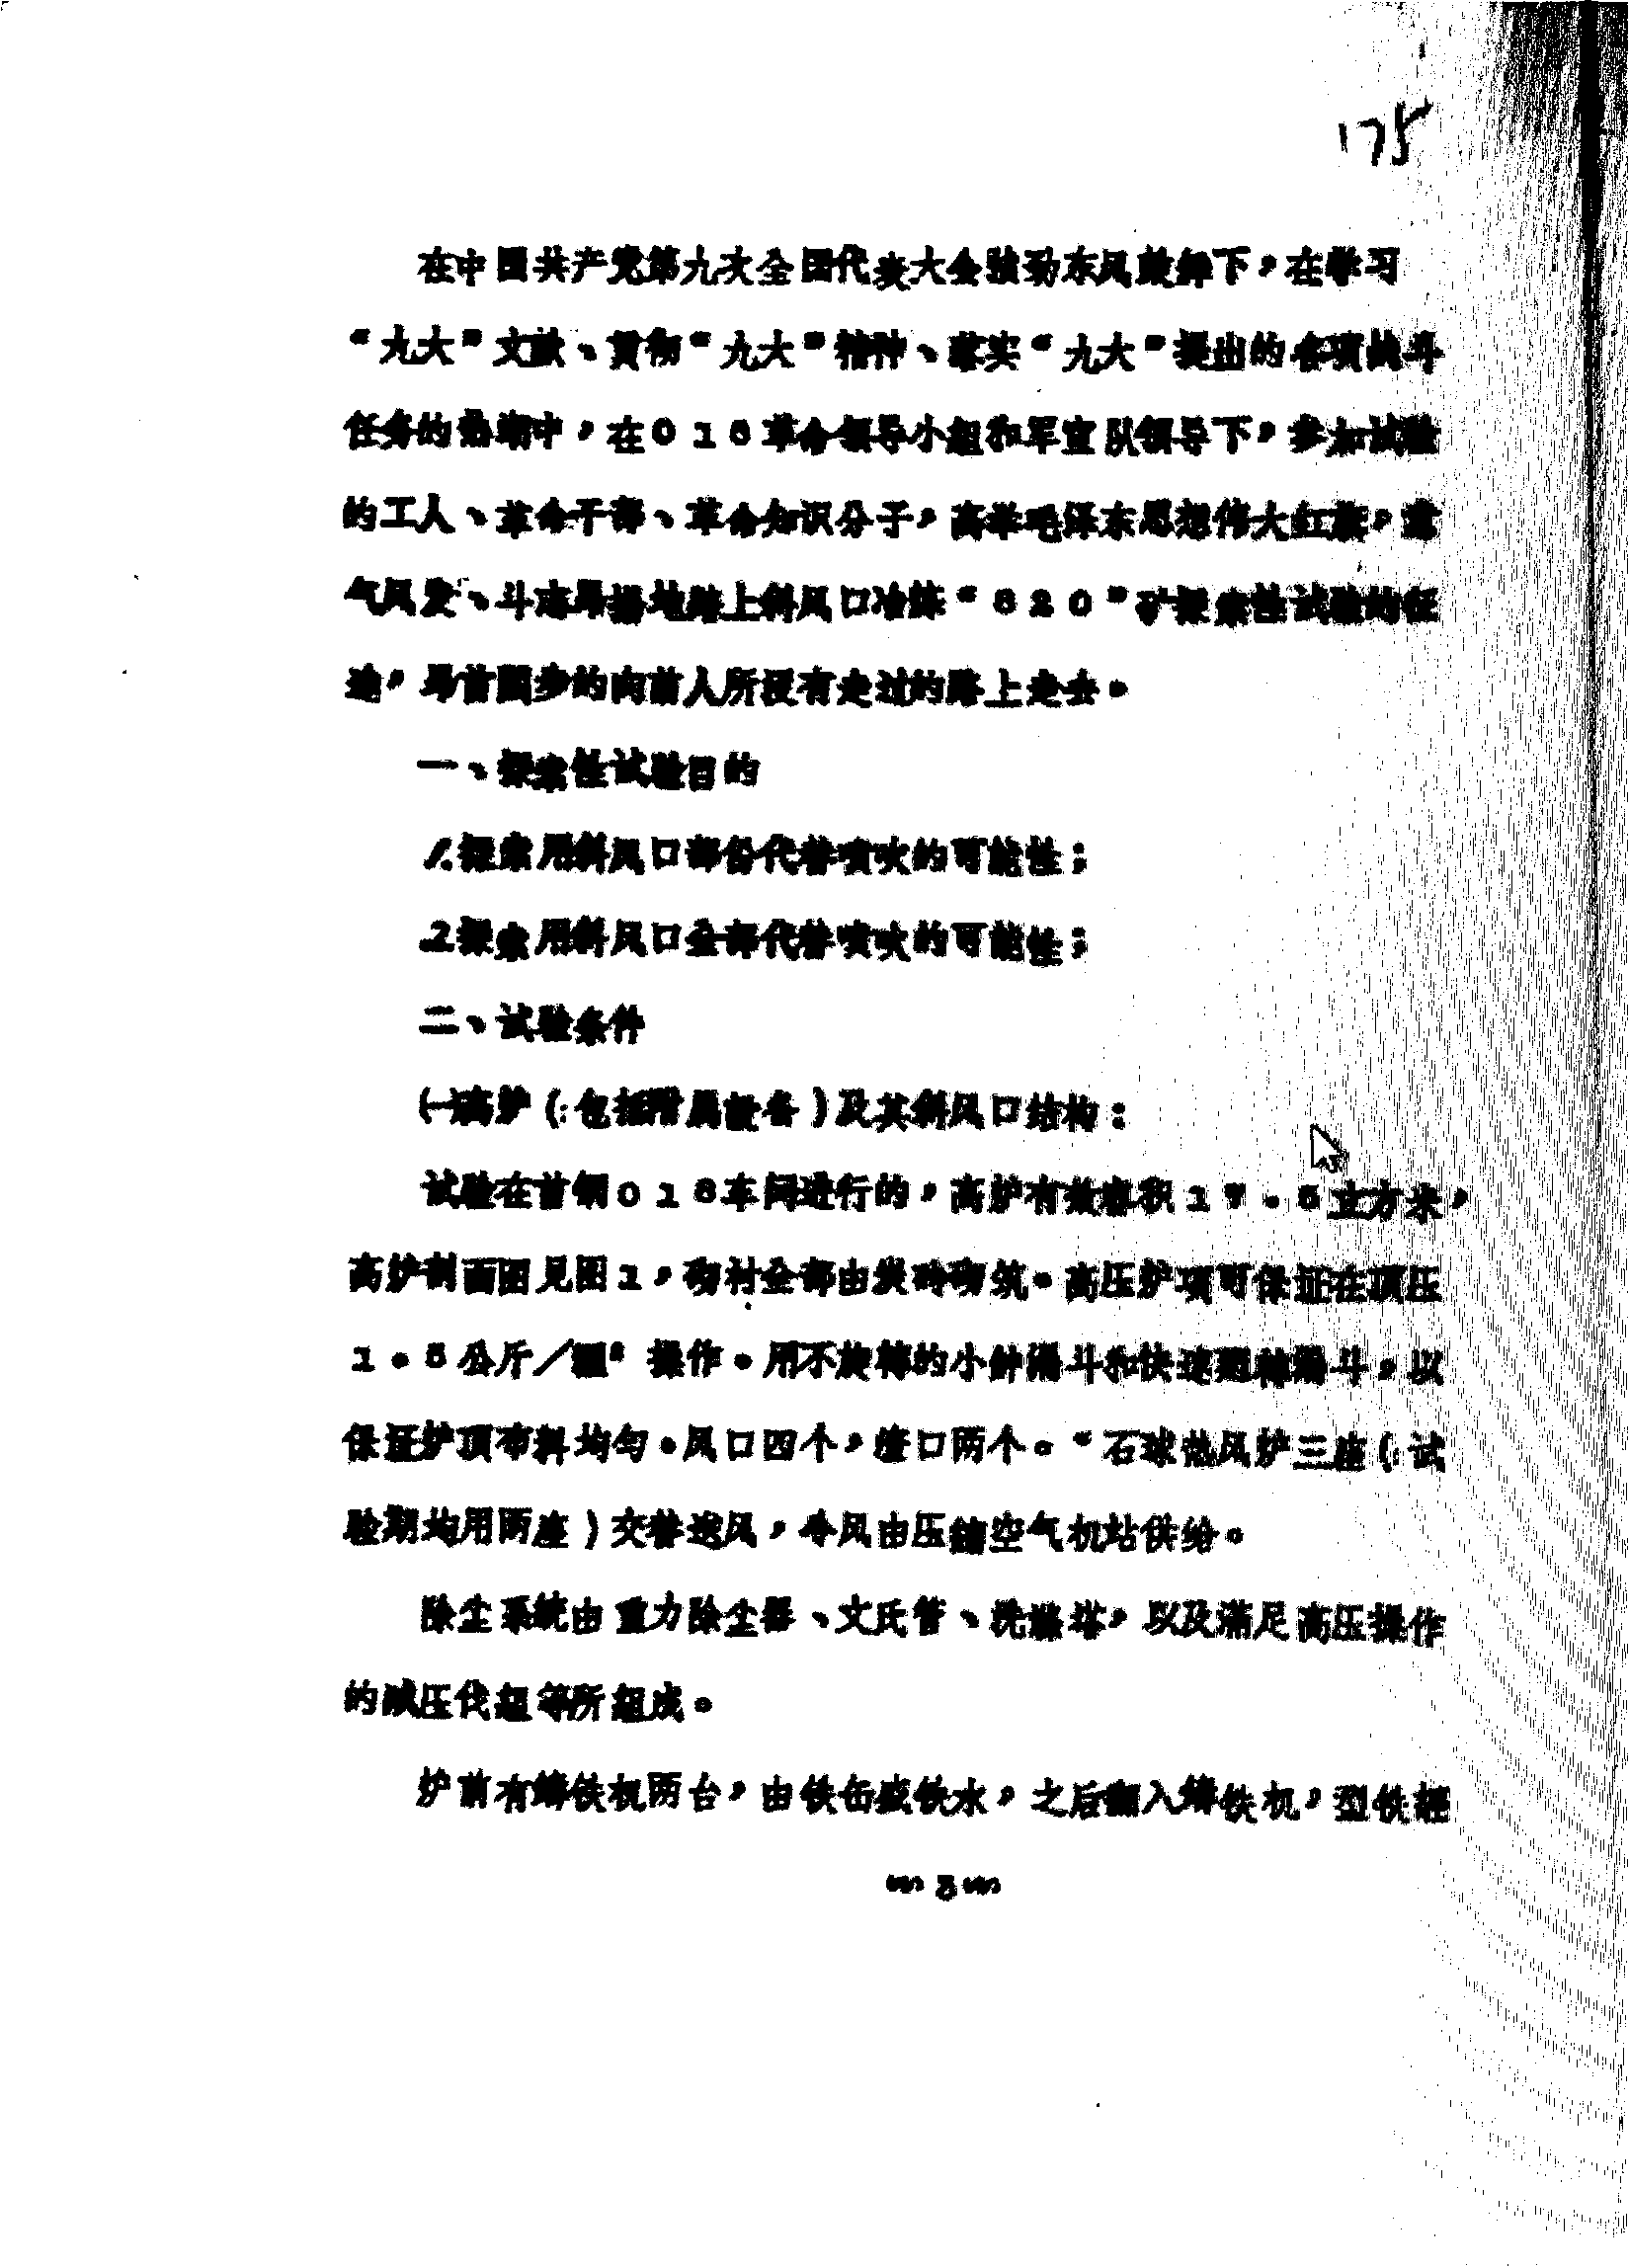 175
在中国共产党第九次全国代表大会强劲东风鼓舞下，在学习
“九大”文献、贯彻“九大”精神、落实“九大”提出的各项战斗
任务的热潮中，在016革命领导小组和军宣队领导下，参加试验
的工人、革命干部、革命知识分子，高举毛泽东思想伟大红旗，意
气风发、斗志昂扬地踏上斜风口冶炼“820”矿探索性试验的征
途，昂首阔步的向前人所没有走过的路上走去。
一、探索性试验目的
1.探索用斜风口部份代替喷吹的可能性；
2.探索用斜风口全部代替喷吹的可能性；
二、试验条件
(一)高炉(包括附属设备)及其斜风口结构：
试验在首钢016车间进行的，高炉有效容积17.5立方米，
高炉剖面图见图1，砌衬全部由炭砖砌筑。高压炉顶可保证在顶压
1.5公斤／厘² 操作。用不旋转的小钟漏斗和快速旋转漏斗，以
保证炉顶布料均匀。风口四个，渣口两个。石球热风炉三座(试
验期均用两座)交替送风，冷风由压缩空气机站供给。
除尘系统由重力除尘器、文氏管、洗涤塔，以及满足高压操作
的减压伐组等所组成。
炉前有铸铁机两台，由铁缶盛铁水，之后翻入铸铁机，型铁经